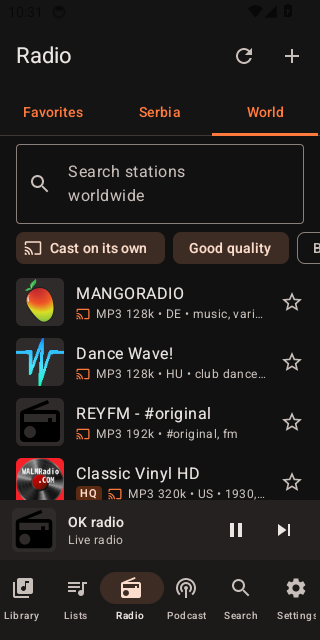 10:31
Radio
Favorites
Serbia
World
Search stations
worldwide
Cast on its own
Good quality
B
MANGORADIO
MP3 128k • DE • music, vari…
Dance Wave!
MP3 128k • HU • club dance…
REYFM - #original
MP3 192k • #original, fm
WALMRadio
.COM
Classic Vinyl HD
HQ MP3 320k • US • 1930,…
OK radio
Live radio
Library
Lists
Radio
Podcast
Search
Settings